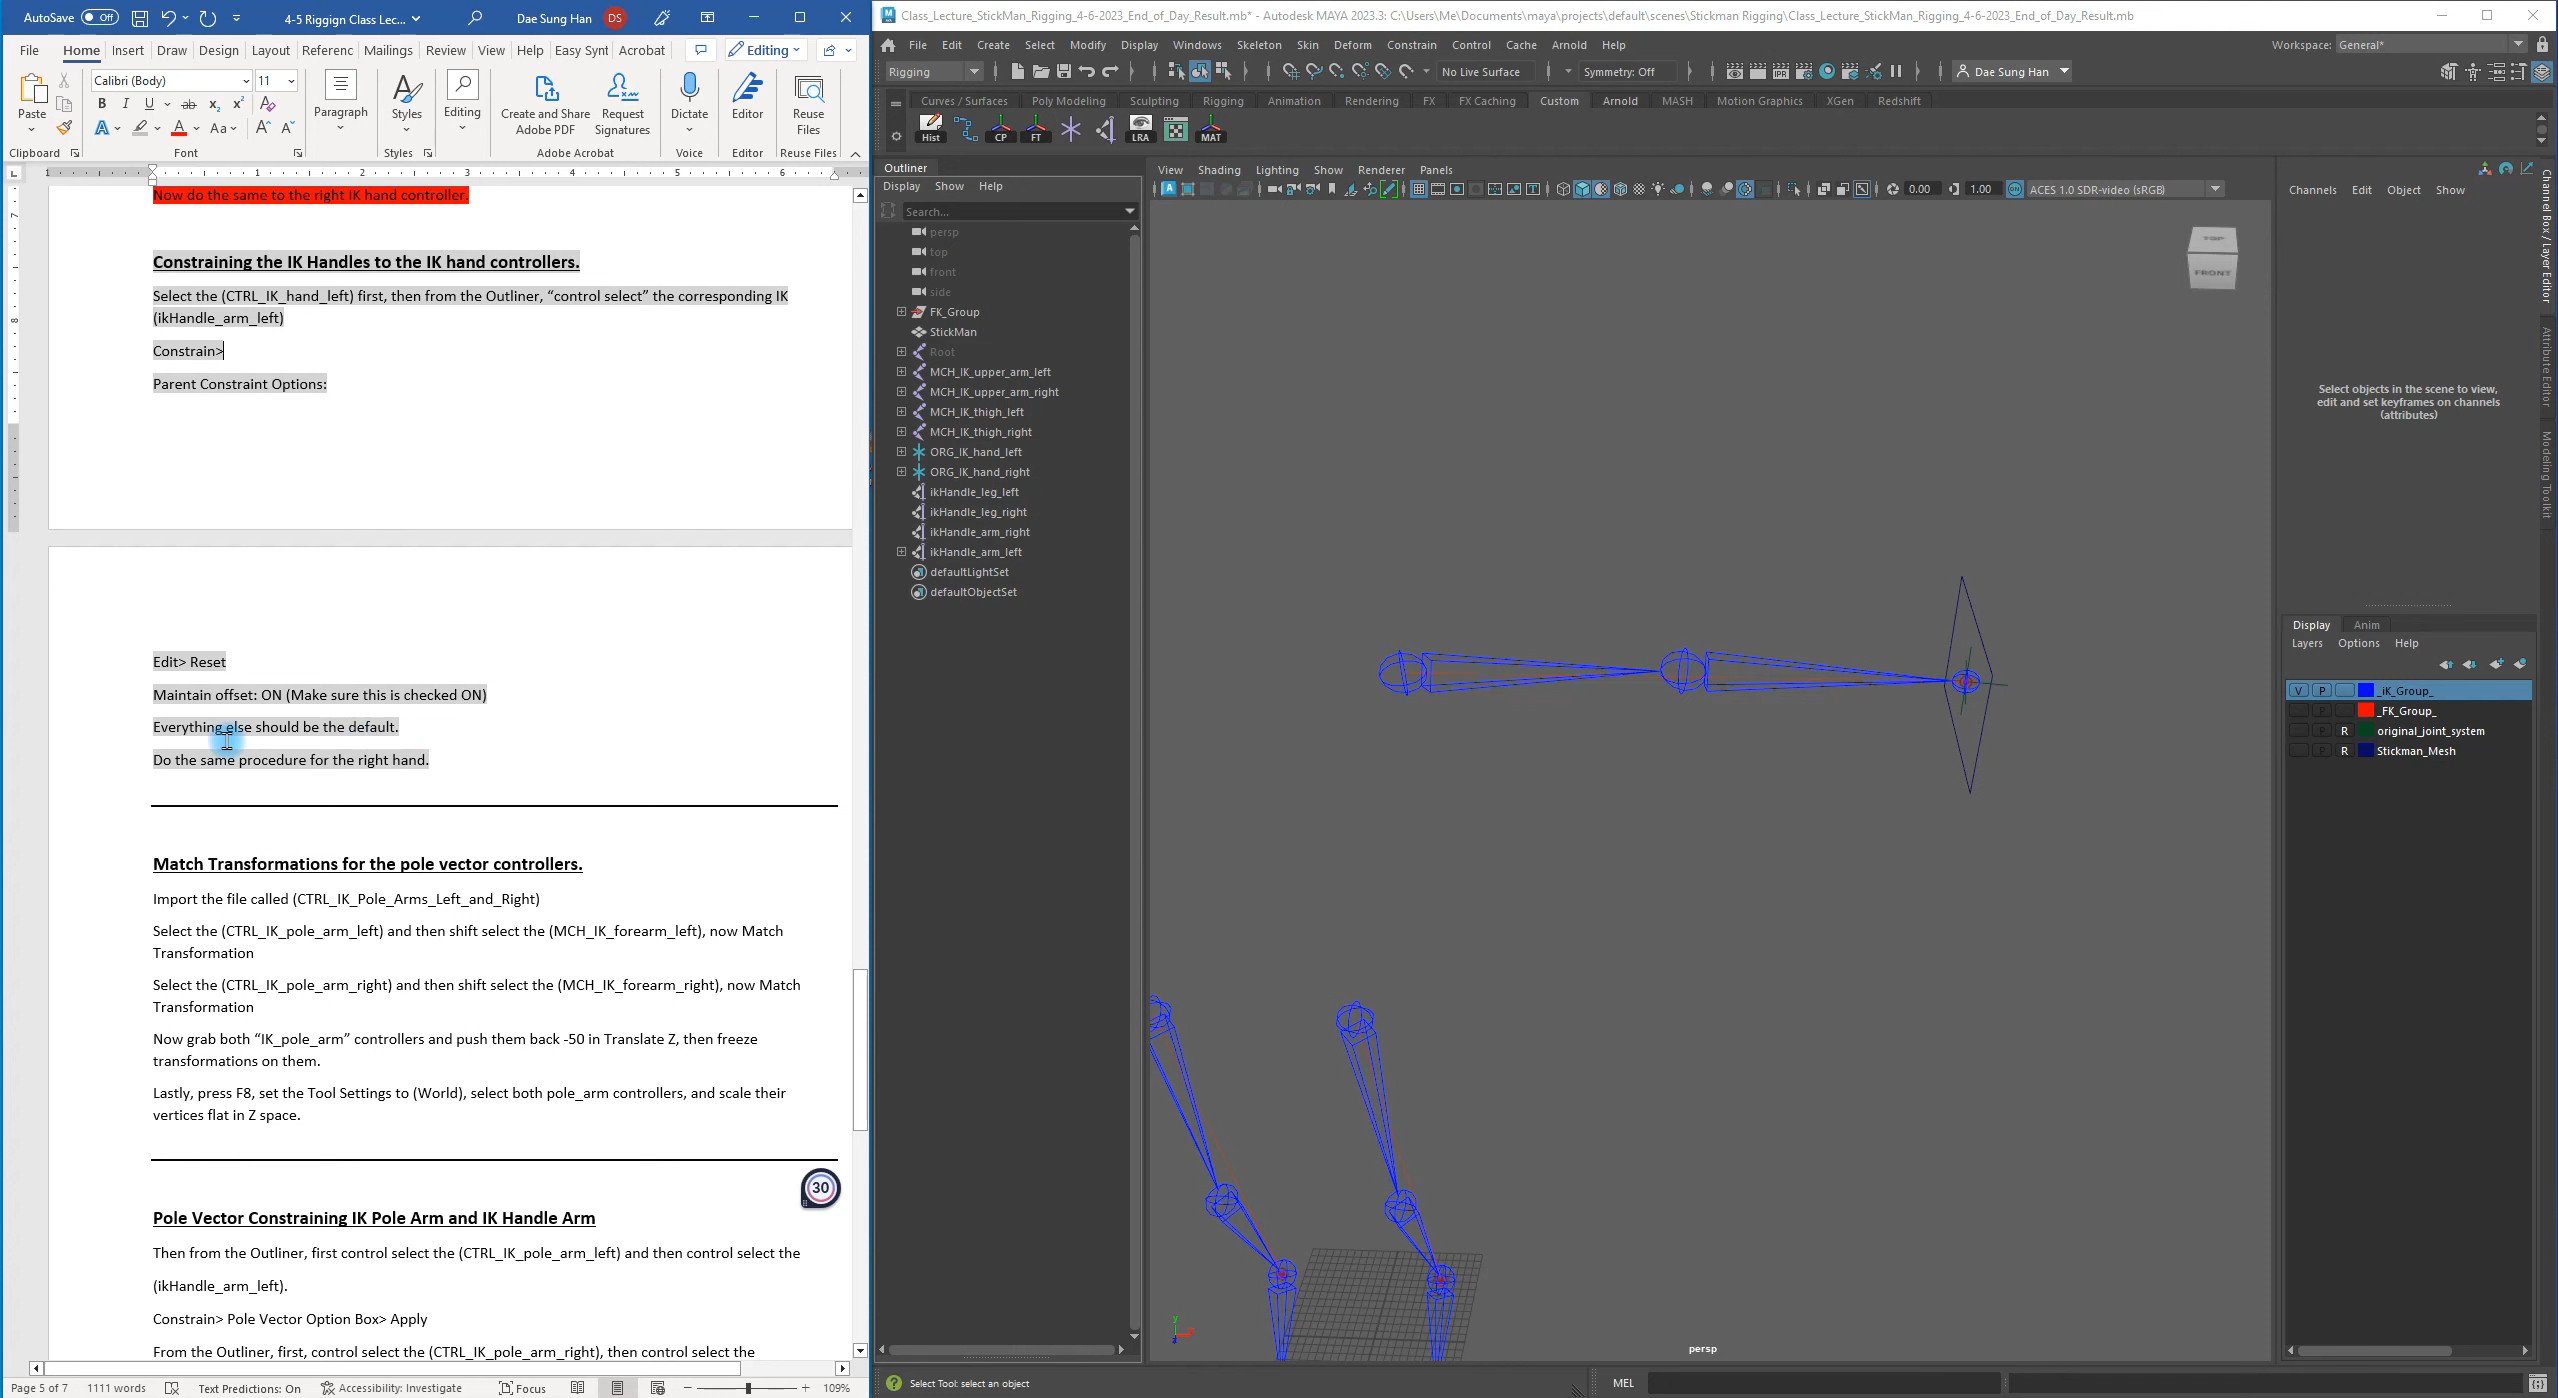 AutoSave Off 4-5 Riggign Class Lec... Dae Sung Han DS
File Home Insert Draw Design Layout Referenc Mailings Review View Help Easy Synt Acrobat Editing
Calibri (Body) 11
Paste Paragraph Styles Editing Create and Share Adobe PDF Request Signatures Dictate Editor Reuse Files
Clipboard Font Styles Adobe Acrobat Voice Editor Reuse Files
Now do the same to the right IK hand controller.
Constraining the IK Handles to the IK hand controllers.
Select the (CTRL_IK_hand_left) first, then from the Outliner, “control select” the corresponding IK
(ikHandle_arm_left)
Constrain>
Parent Constraint Options:
Edit> Reset
Maintain offset: ON (Make sure this is checked ON)
Everything else should be the default.
Do the same procedure for the right hand.
Match Transformations for the pole vector controllers.
Import the file called (CTRL_IK_Pole_Arms_Left_and_Right)
Select the (CTRL_IK_pole_arm_left) and then shift select the (MCH_IK_forearm_left), now Match
Transformation
Select the (CTRL_IK_pole_arm_right) and then shift select the (MCH_IK_forearm_right), now Match
Transformation
Now grab both “IK_pole_arm” controllers and push them back -50 in Translate Z, then freeze
transformations on them.
Lastly, press F8, set the Tool Settings to (World), select both pole_arm controllers, and scale their
vertices flat in Z space.
30
Pole Vector Constraining IK Pole Arm and IK Handle Arm
Then from the Outliner, first control select the (CTRL_IK_pole_arm_left) and then control select the
(ikHandle_arm_left).
Constrain> Pole Vector Option Box> Apply
From the Outliner, first, control select the (CTRL_IK_pole_arm_right), then control select the
Page 5 of 7 1111 words Text Predictions: On Accessibility: Investigate Focus 109%
Class_Lecture_StickMan_Rigging_4-6-2023_End_of_Day_Result.mb* - Autodesk MAYA 2023.3: C:\Users\Me\Documents\maya\projects\default\scenes\Stickman Rigging\Class_Lecture_StickMan_Rigging_4-6-2023_End_of_Day_Result.mb
File Edit Create Select Modify Display Windows Skeleton Skin Deform Constrain Control Cache Arnold Help Workspace: General*
Rigging No Live Surface Symmetry: Off IPR Dae Sung Han
Curves / Surfaces Poly Modeling Sculpting Rigging Animation Rendering FX FX Caching Custom Arnold MASH Motion Graphics XGen Redshift
Hist CP FT LRA MAT
Outliner
Display Show Help
Search...
persp
top
front
side
FK_Group
StickMan
Root
MCH_IK_upper_arm_left
MCH_IK_upper_arm_right
MCH_IK_thigh_left
MCH_IK_thigh_right
ORG_IK_hand_left
ORG_IK_hand_right
ikHandle_leg_left
ikHandle_leg_right
ikHandle_arm_right
ikHandle_arm_left
defaultLightSet
defaultObjectSet
View Shading Lighting Show Renderer Panels
0.00 1.00 ACES 1.0 SDR-video (sRGB)
TOP
FRONT
persp
Channels Edit Object Show
Select objects in the scene to view,
edit and set keyframes on channels
(attributes)
Display Anim
Layers Options Help
V P _iK_Group_
P _FK_Group_
P R original_joint_system
P R Stickman_Mesh
Channel Box / Layer Editor
Attribute Editor
Modeling Toolkit
Select Tool: select an object
MEL